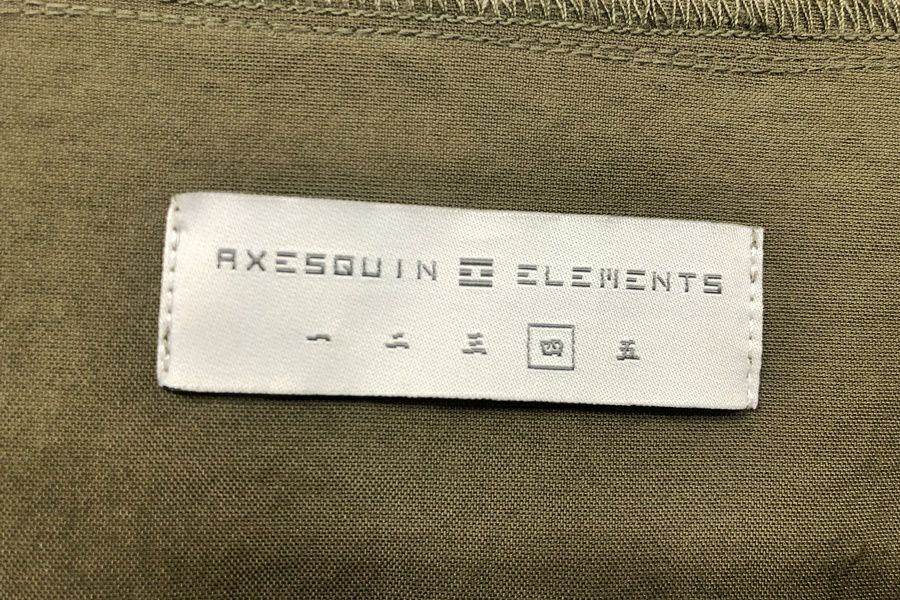 AXESQUIN ELEMENTS
一 二 三 四 五